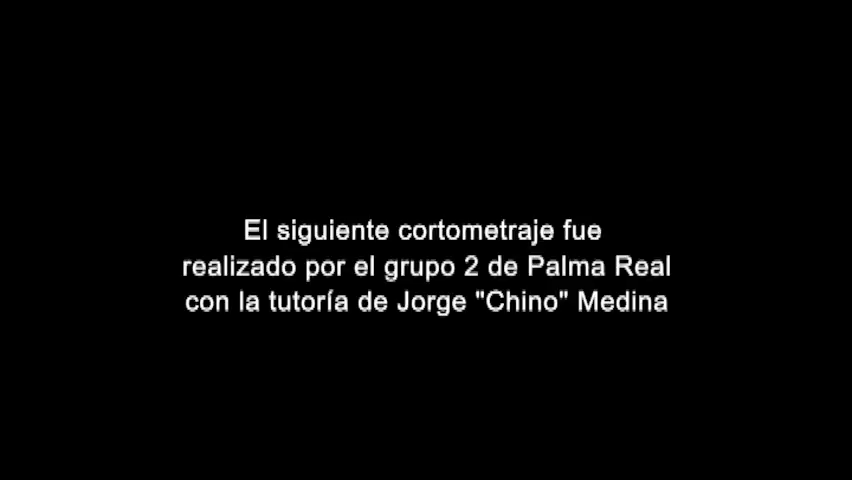 El siguiente cortometraje fue
realizado por el grupo 2 de Palma Real
con la tutoría de Jorge "Chino" Medina